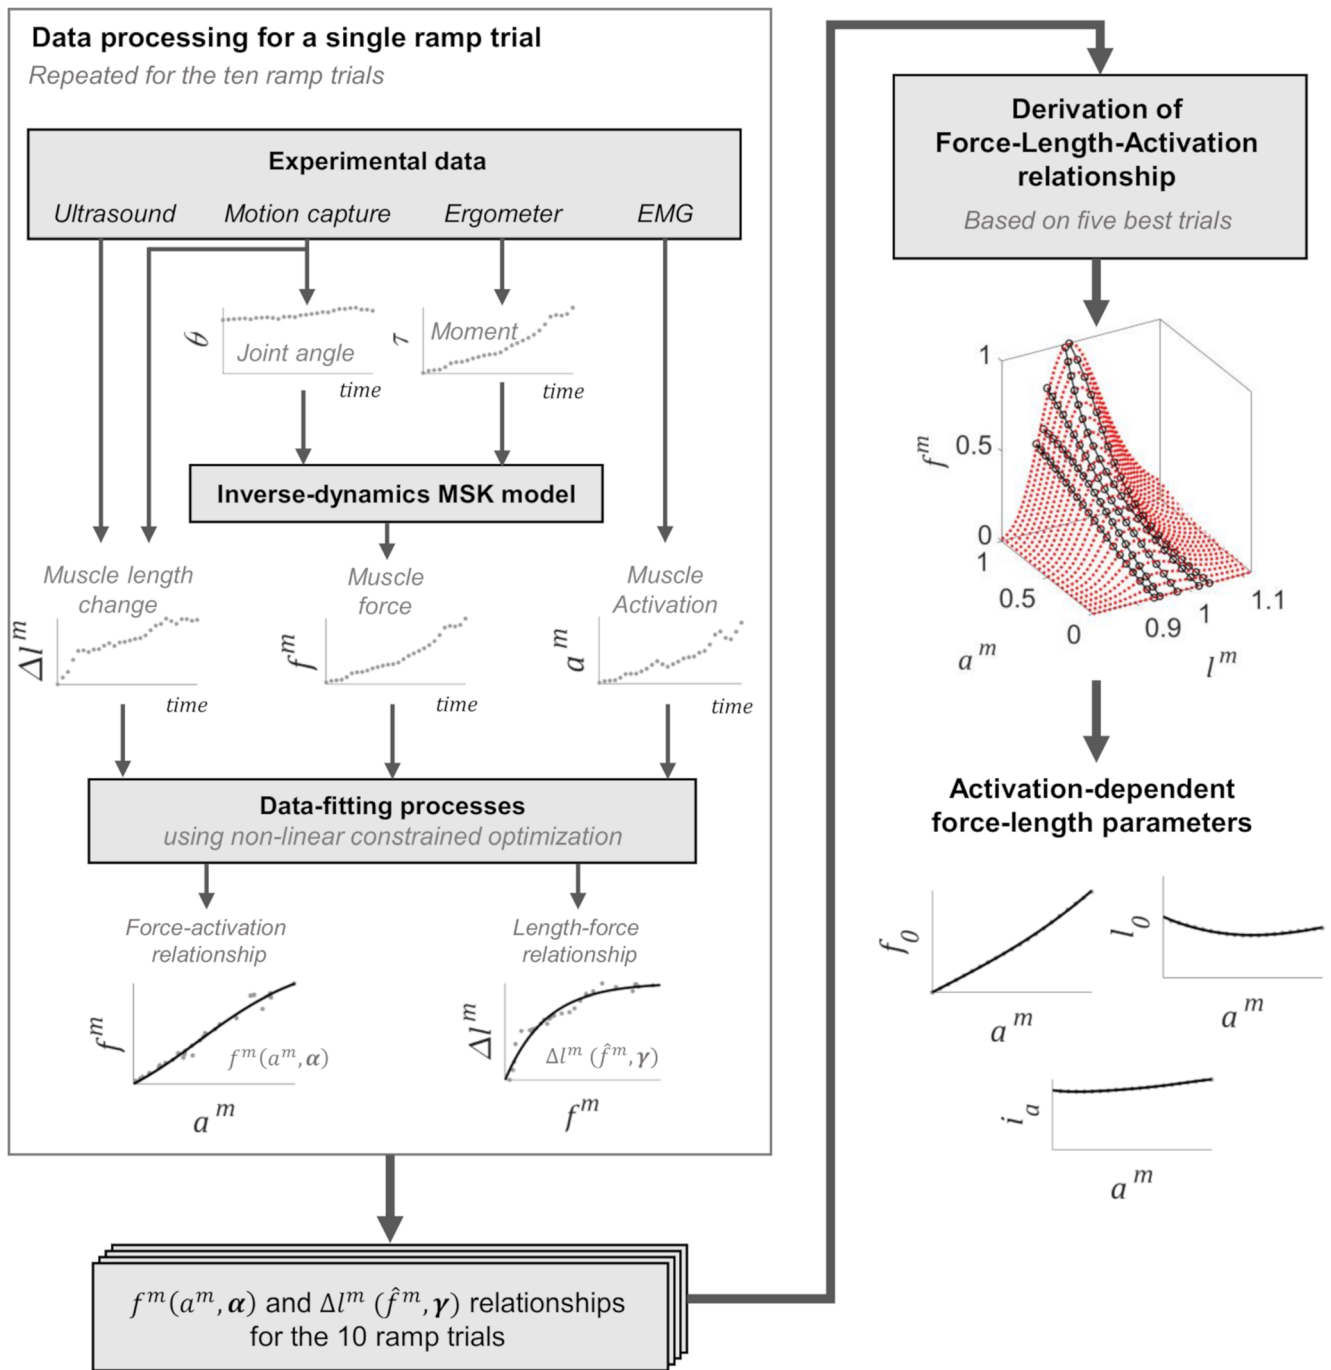 Data processing for a single ramp trial
Repeated for the ten ramp trials
Experimental data
Ultrasound Motion capture Ergometer EMG
θ
Joint angle
time
τ
Moment
time
Inverse-dynamics MSK model
Muscle length
change
Δl^m
time
Muscle
force
f^m
time
Muscle
Activation
a^m
time
Data-fitting processes
using non-linear constrained optimization
Force-activation
relationship
f^m
f^m(a^m, α)
a^m
Length-force
relationship
Δl^m
Δl^m (f̂^m, γ)
f^m
f^m(a^m, α) and Δl^m (f̂^m, γ) relationships
for the 10 ramp trials
Derivation of
Force-Length-Activation
relationship
Based on five best trials
1
0.5
0
f^m
1
0.5
0
a^m
0.9
1
1.1
l^m
Activation-dependent
force-length parameters
f_0
a^m
l_0
a^m
i_a
a^m